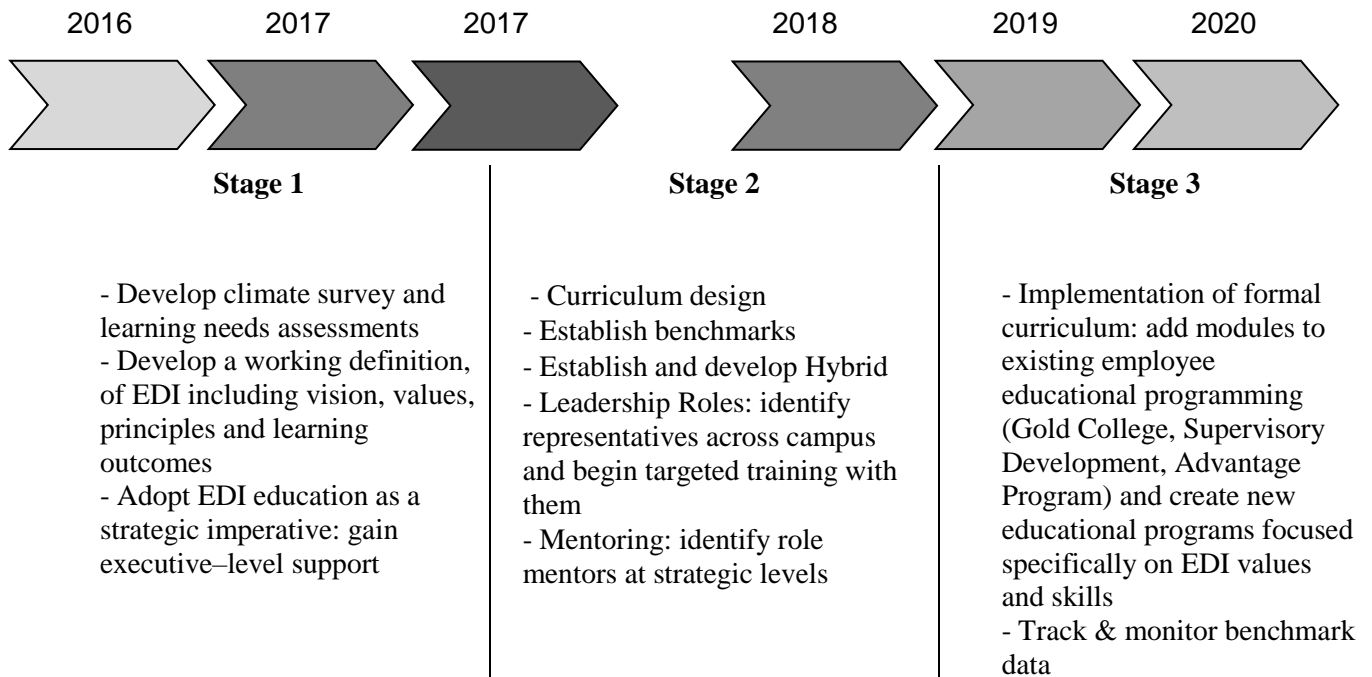 2016 2017 2017 2018 2019 2020
Stage 1
- Develop climate survey and
learning needs assessments
- Develop a working definition,
of EDI including vision, values,
principles and learning
outcomes
- Adopt EDI education as a
strategic imperative: gain
executive–level support
Stage 2
- Curriculum design
- Establish benchmarks
- Establish and develop Hybrid
- Leadership Roles: identify
representatives across campus
and begin targeted training with
them
- Mentoring: identify role
mentors at strategic levels
Stage 3
- Implementation of formal
curriculum: add modules to
existing employee
educational programming
(Gold College, Supervisory
Development, Advantage
Program) and create new
educational programs focused
specifically on EDI values
and skills
- Track & monitor benchmark
data